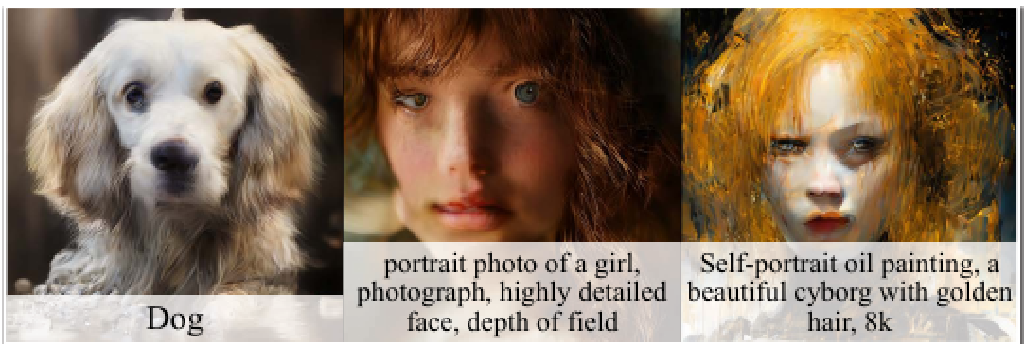 Dog
portrait photo of a girl,
photograph, highly detailed
face, depth of field
Self-portrait oil painting, a
beautiful cyborg with golden
hair, 8k